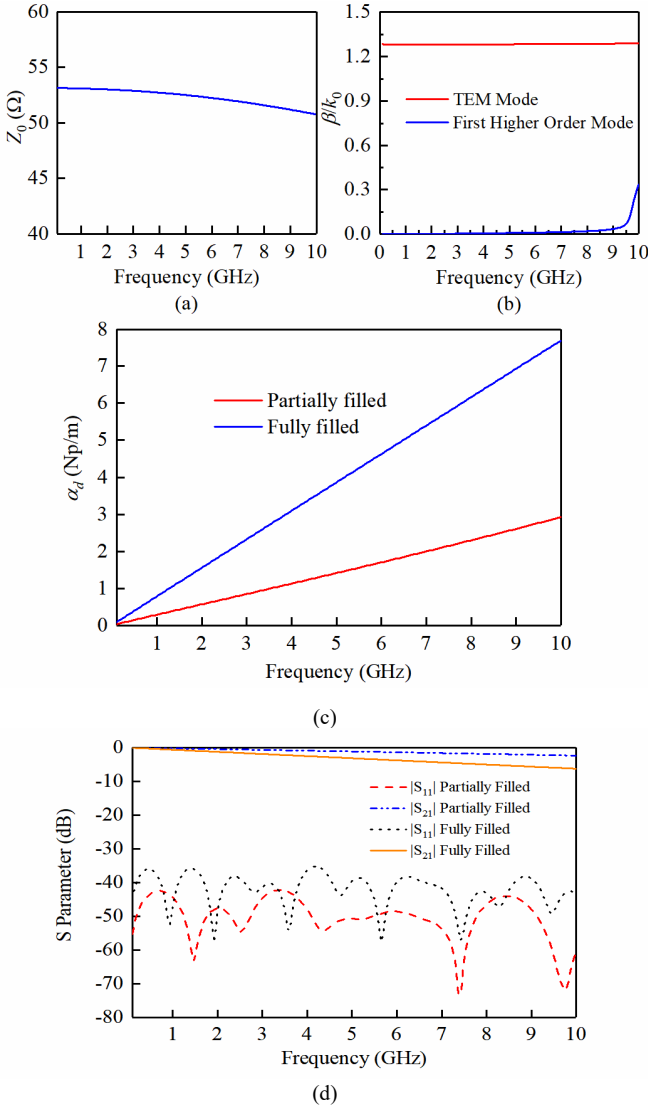 60
55
50
45
40
Z0 (Ω)
1 2 3 4 5 6 7 8 9 10
Frequency (GHz)
(a)
1.5
1.2
0.9
0.6
0.3
0.0
β/k0
TEM Mode
First Higher Order Mode
0 1 2 3 4 5 6 7 8 9 10
Frequency (GHz)
(b)
8
7
6
5
4
3
2
1
0
αd (Np/m)
Partially filled
Fully filled
1 2 3 4 5 6 7 8 9 10
Frequency (GHz)
(c)
0
-10
-20
-30
-40
-50
-60
-70
-80
S Parameter (dB)
|S11| Partially Filled
|S21| Partially Filled
|S11| Fully Filled
|S21| Fully Filled
1 2 3 4 5 6 7 8 9 10
Frequency (GHz)
(d)